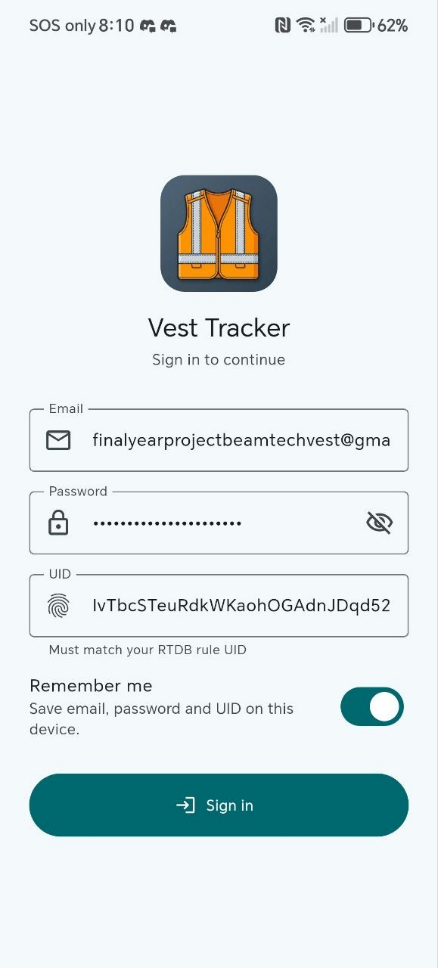 SOS only 8:10
62%
Vest Tracker
Sign in to continue
Email
finalyearprojectbeamtechvest@gma
Password
••••••••••••••••••••••
UID
lvTbcSTeuRdkWKaohOGAdnJDqd52
Must match your RTDB rule UID
Remember me
Save email, password and UID on this
device.
Sign in